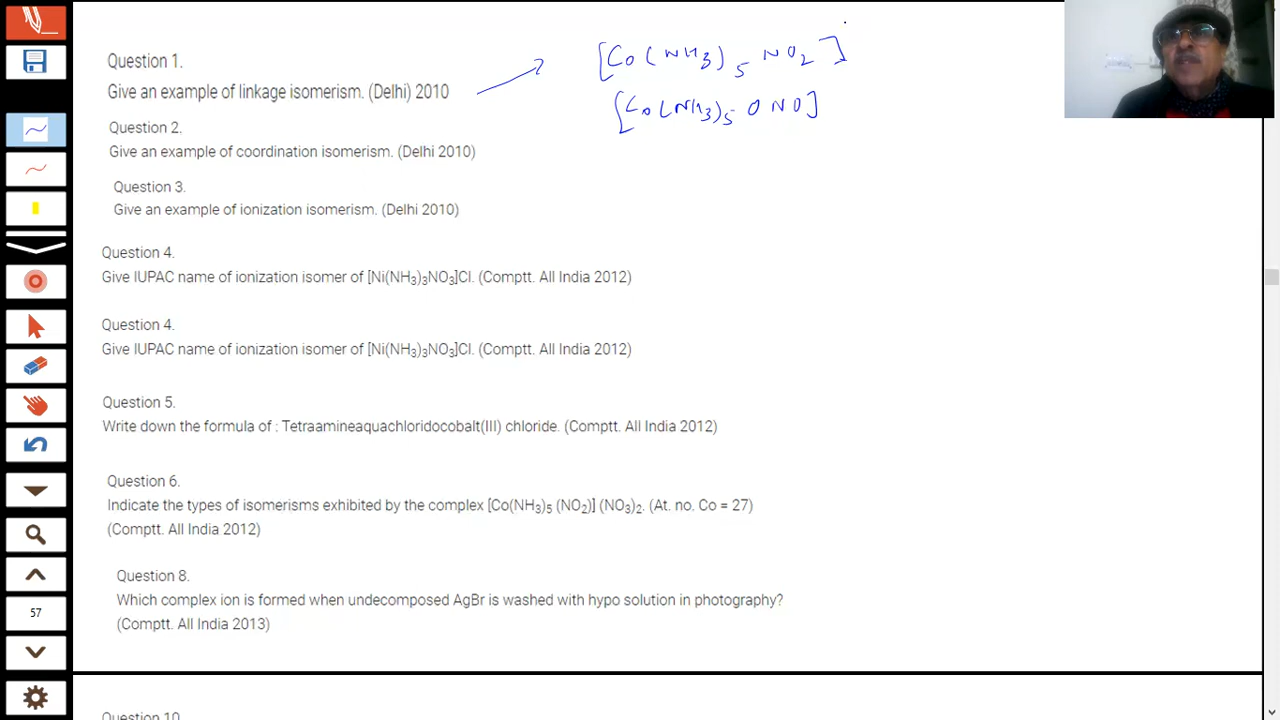 Question 1.
Give an example of linkage isomerism. (Delhi) 2010
[Co(NH₃)₅ NO₂]
[Co(NH₃)₅ ONO]
Question 2.
Give an example of coordination isomerism. (Delhi 2010)
Question 3.
Give an example of ionization isomerism. (Delhi 2010)
Question 4.
Give IUPAC name of ionization isomer of [Ni(NH₃)₃NO₃]Cl. (Comptt. All India 2012)
Question 4.
Give IUPAC name of ionization isomer of [Ni(NH₃)₃NO₃]Cl. (Comptt. All India 2012)
Question 5.
Write down the formula of : Tetraamineaquachloridocobalt(III) chloride. (Comptt. All India 2012)
Question 6.
Indicate the types of isomerisms exhibited by the complex [Co(NH₃)₅ (NO₂)] (NO₃)₂. (At. no. Co = 27)
(Comptt. All India 2012)
Question 8.
Which complex ion is formed when undecomposed AgBr is washed with hypo solution in photography?
(Comptt. All India 2013)
57
Question 10